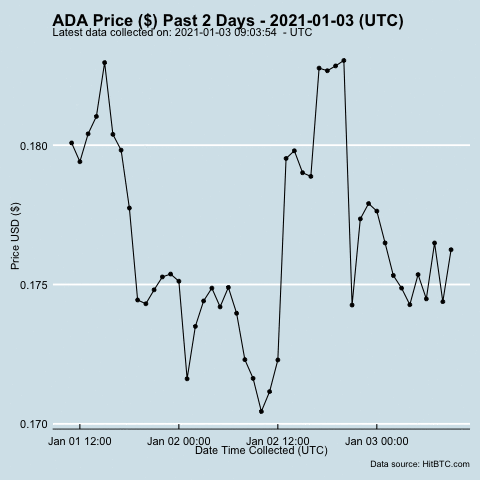 ADA Price ($) Past 2 Days - 2021-01-03 (UTC)
Latest data collected on: 2021-01-03 09:03:54  - UTC
0.180
Price USD ($)
0.175
0.170
Jan 01 12:00 Jan 02 00:00 Jan 02 12:00 Jan 03 00:00
Date Time Collected (UTC)
Data source: HitBTC.com